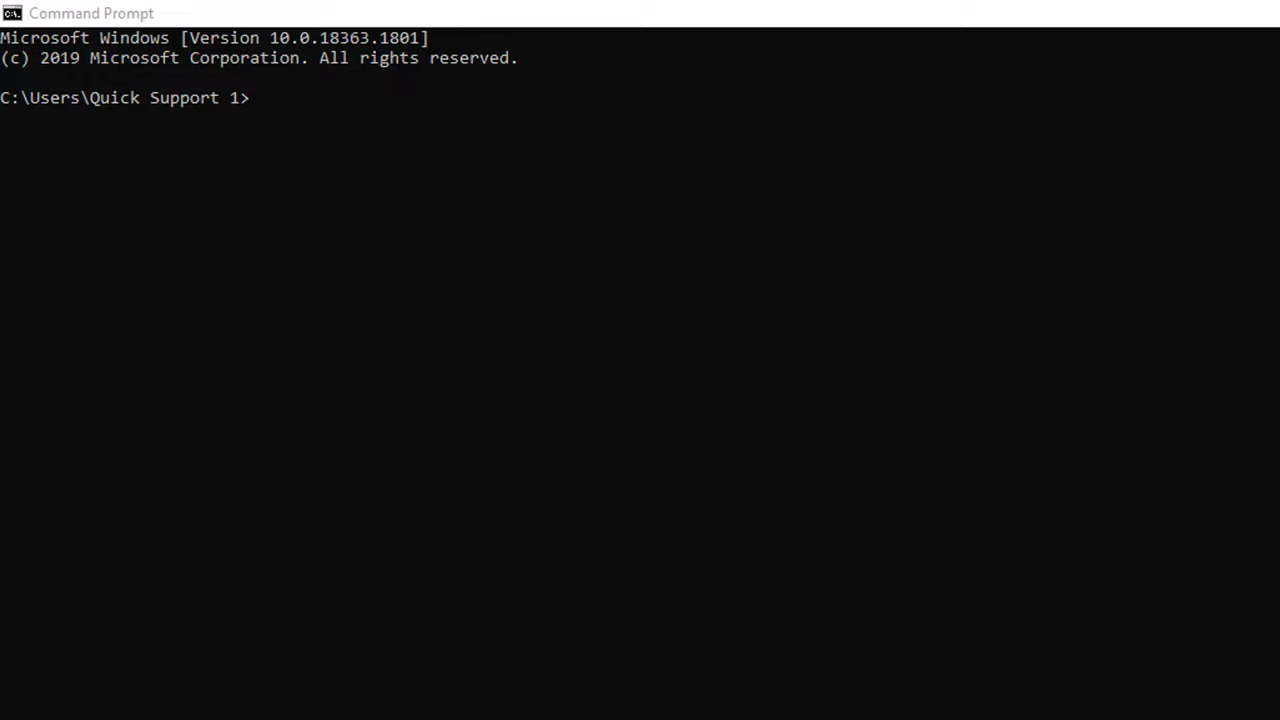 Command Prompt
Microsoft Windows [Version 10.0.18363.1801]
(c) 2019 Microsoft Corporation. All rights reserved.
C:\Users\Quick Support 1>